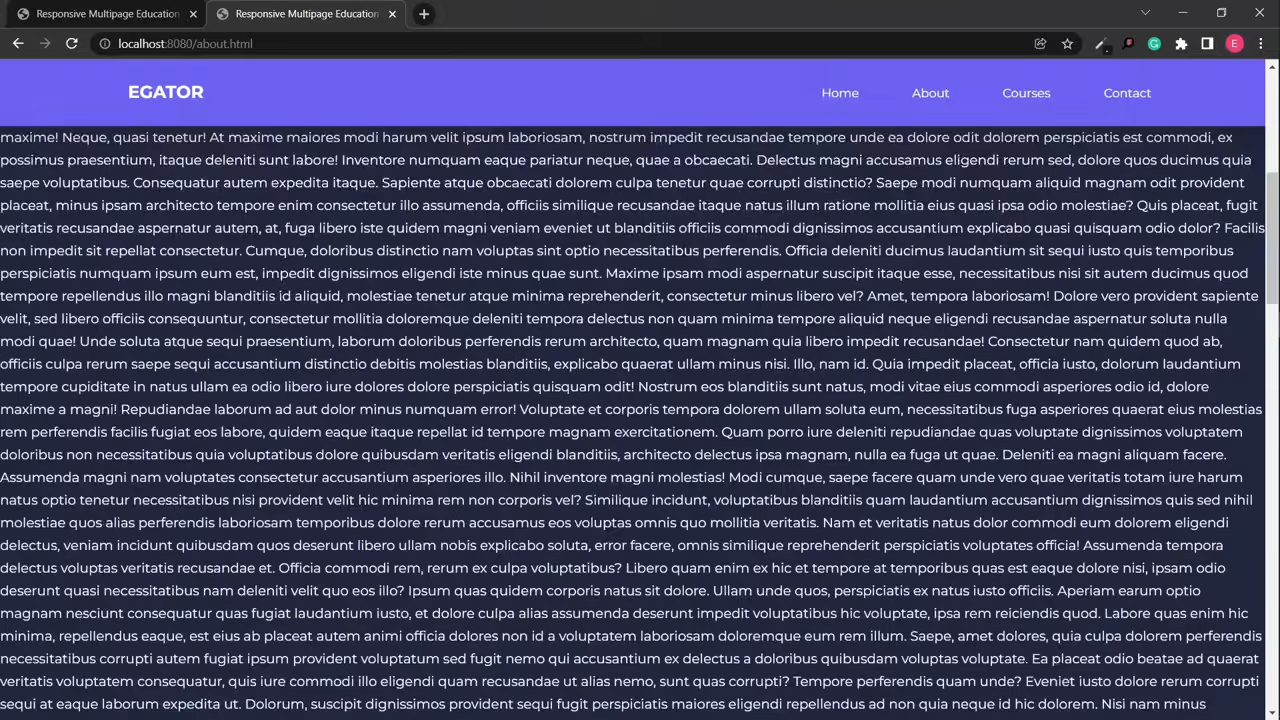 Responsive Multipage Education
Responsive Multipage Education
localhost:8080/about.html
E
EGATOR
Home
About
Courses
Contact
maxime! Neque, quasi tenetur! At maxime maiores modi harum velit ipsum laboriosam, nostrum impedit recusandae tempore unde ea dolore odit dolorem perspiciatis est commodi, ex
possimus praesentium, itaque deleniti sunt labore! Inventore numquam eaque pariatur neque, quae a obcaecati. Delectus magni accusamus eligendi rerum sed, dolore quos ducimus quia
saepe voluptatibus. Consequatur autem expedita itaque. Sapiente atque obcaecati dolorem culpa tenetur quae corrupti distinctio? Saepe modi numquam aliquid magnam odit provident
placeat, minus ipsam architecto tempore enim consectetur illo assumenda, officiis similique recusandae itaque natus illum ratione mollitia eius quasi ipsa odio molestiae? Quis placeat, fugit
veritatis recusandae aspernatur autem, at, fuga libero iste quidem magni veniam eveniet ut blanditiis officiis commodi dignissimos accusantium explicabo quasi quisquam odio dolor? Facilis
non impedit sit repellat consectetur. Cumque, doloribus distinctio nam voluptas sint optio necessitatibus perferendis. Officia deleniti ducimus laudantium sit sequi iusto quis temporibus
perspiciatis numquam ipsum eum est, impedit dignissimos eligendi iste minus quae sunt. Maxime ipsam modi aspernatur suscipit itaque esse, necessitatibus nisi sit autem ducimus quod
tempore repellendus illo magni blanditiis id aliquid, molestiae tenetur atque minima reprehenderit, consectetur minus libero vel? Amet, tempora laboriosam! Dolore vero provident sapiente
velit, sed libero officiis consequuntur, consectetur mollitia doloremque deleniti tempora delectus non quam minima tempore aliquid neque eligendi recusandae aspernatur soluta nulla
modi quae! Unde soluta atque sequi praesentium, laborum doloribus perferendis rerum architecto, quam magnam quia libero impedit recusandae! Consectetur nam quidem quod ab,
officiis culpa rerum saepe sequi accusantium distinctio debitis molestias blanditiis, explicabo quaerat ullam minus nisi. Illo, nam id. Quia impedit placeat, officia iusto, dolorum laudantium
tempore cupiditate in natus ullam ea odio libero iure dolores dolore perspiciatis quisquam odit! Nostrum eos blanditiis sunt natus, modi vitae eius commodi asperiores odio id, dolore
maxime a magni! Repudiandae laborum ad aut dolor minus numquam error! Voluptate et corporis tempora dolorem ullam soluta eum, necessitatibus fuga asperiores quaerat eius molestias
rem perferendis facilis fugiat eos labore, quidem eaque itaque repellat id tempore magnam exercitationem. Quam porro iure deleniti repudiandae quas voluptate dignissimos voluptatem
doloribus non necessitatibus quia voluptatibus dolore quibusdam veritatis eligendi blanditiis, architecto delectus ipsa magnam, nulla ea fuga ut quae. Deleniti ea magni aliquam facere.
Assumenda magni nam voluptates consectetur accusantium asperiores illo. Nihil inventore magni molestias! Modi cumque, saepe facere quam unde vero quae veritatis totam iure harum
natus optio tenetur necessitatibus nisi provident velit hic minima rem non corporis vel? Similique incidunt, voluptatibus blanditiis quam laudantium accusantium dignissimos quis sed nihil
molestiae quos alias perferendis laboriosam temporibus dolore rerum accusamus eos voluptas omnis quo mollitia veritatis. Nam et veritatis natus dolor commodi eum dolorem eligendi
delectus, veniam incidunt quibusdam quos deserunt libero ullam nobis explicabo soluta, error facere, omnis similique reprehenderit perspiciatis voluptates officia! Assumenda tempora
delectus voluptas veritatis recusandae et. Officia commodi rem, rerum ex culpa voluptatibus? Libero quam enim ex hic et tempore at temporibus quas est eaque dolore nisi, ipsam odio
deserunt quasi necessitatibus nam deleniti velit quo eos illo? Ipsum quas quidem corporis natus sit dolore. Ullam unde quos, perspiciatis ex natus iusto officiis. Aperiam earum optio
magnam nesciunt consequatur quas fugiat laudantium iusto, et dolore culpa alias assumenda deserunt impedit voluptatibus hic voluptate, ipsa rem reiciendis quod. Labore quas enim hic
minima, repellendus eaque, est eius ab placeat autem animi officia dolores non id a voluptatem laboriosam doloremque eum rem illum. Saepe, amet dolores, quia culpa dolorem perferendis
necessitatibus corrupti autem fugiat ipsum provident voluptatum sed fugit nemo qui accusantium ex delectus a doloribus quibusdam voluptas voluptate. Ea placeat odio beatae ad quaerat
veritatis voluptatem consequatur, quis iure commodi illo eligendi quam recusandae ut alias nemo, sunt quas corrupti? Tempore perferendis quam unde? Eveniet iusto dolore rerum corrupti
sequi at eaque laborum expedita ut. Dolorum, suscipit dignissimos provident sequi fugit perspiciatis maiores eligendi repellendus ad non quia neque id hic dolorem. Nisi nam minus